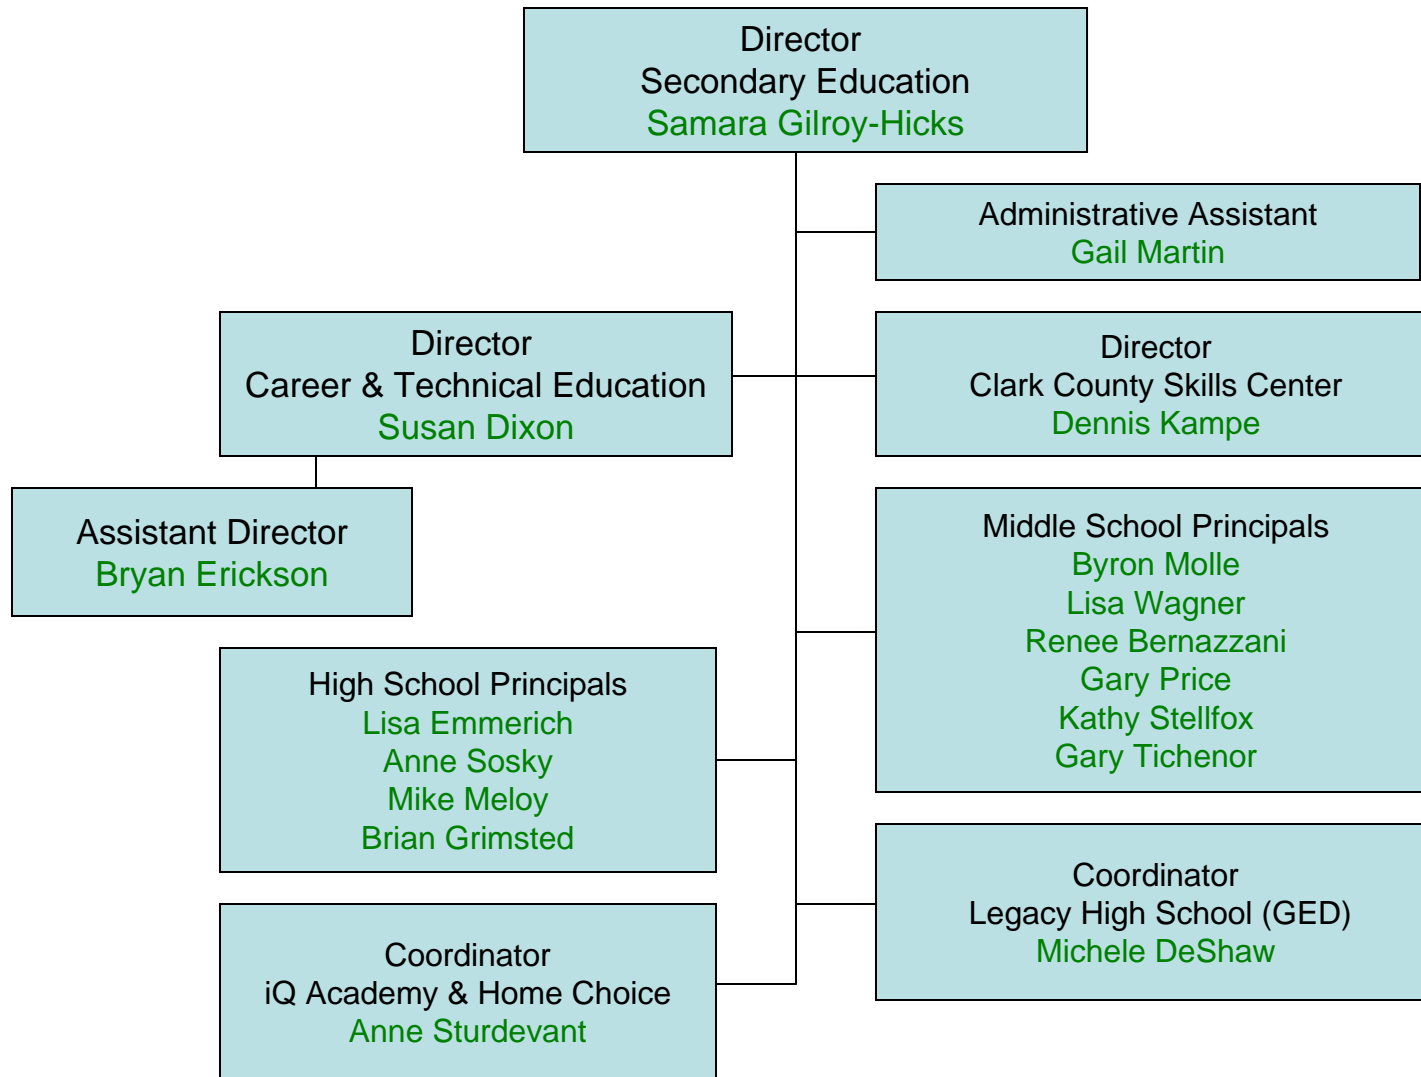 Director
Secondary Education
Samara Gilroy-Hicks
Administrative Assistant
Gail Martin
Director
Career & Technical Education
Susan Dixon
Director
Clark County Skills Center
Dennis Kampe
Assistant Director
Bryan Erickson
Middle School Principals
Byron Molle
Lisa Wagner
Renee Bernazzani
Gary Price
Kathy Stellfox
Gary Tichenor
High School Principals
Lisa Emmerich
Anne Sosky
Mike Meloy
Brian Grimsted
Coordinator
Legacy High School (GED)
Michele DeShaw
Coordinator
iQ Academy & Home Choice
Anne Sturdevant